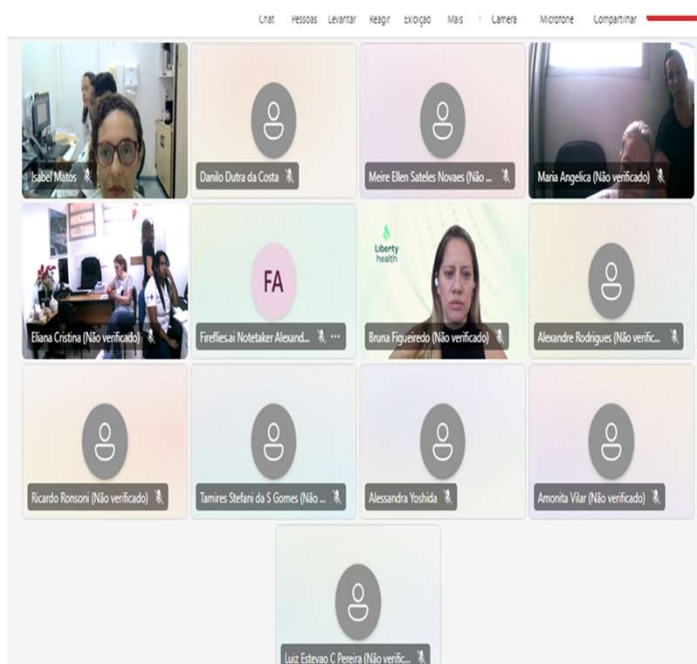 Chat Pessoas Levantar Reagir Exibição Mais Câmera Microfone Compartilhar
Isabel Matos
Danilo Dutra da Costa
Meire Ellen Sateles Novaes (Não ...
Maria Angelica (Não verificado)
Eliana Cristina (Não verificado)
FA
Fireflies.ai Notetaker Alexand... ...
Liberty
health
Bruna Figueiredo (Não verificado)
Alexandre Rodrigues (Não verific...
Ricardo Ronsoni (Não verificado)
Tamires Stefani da S Gomes (Não ...
Alessandra Yoshida
Amonita Vilar (Não verificado)
Luiz Estevao C Pereira (Não verific...